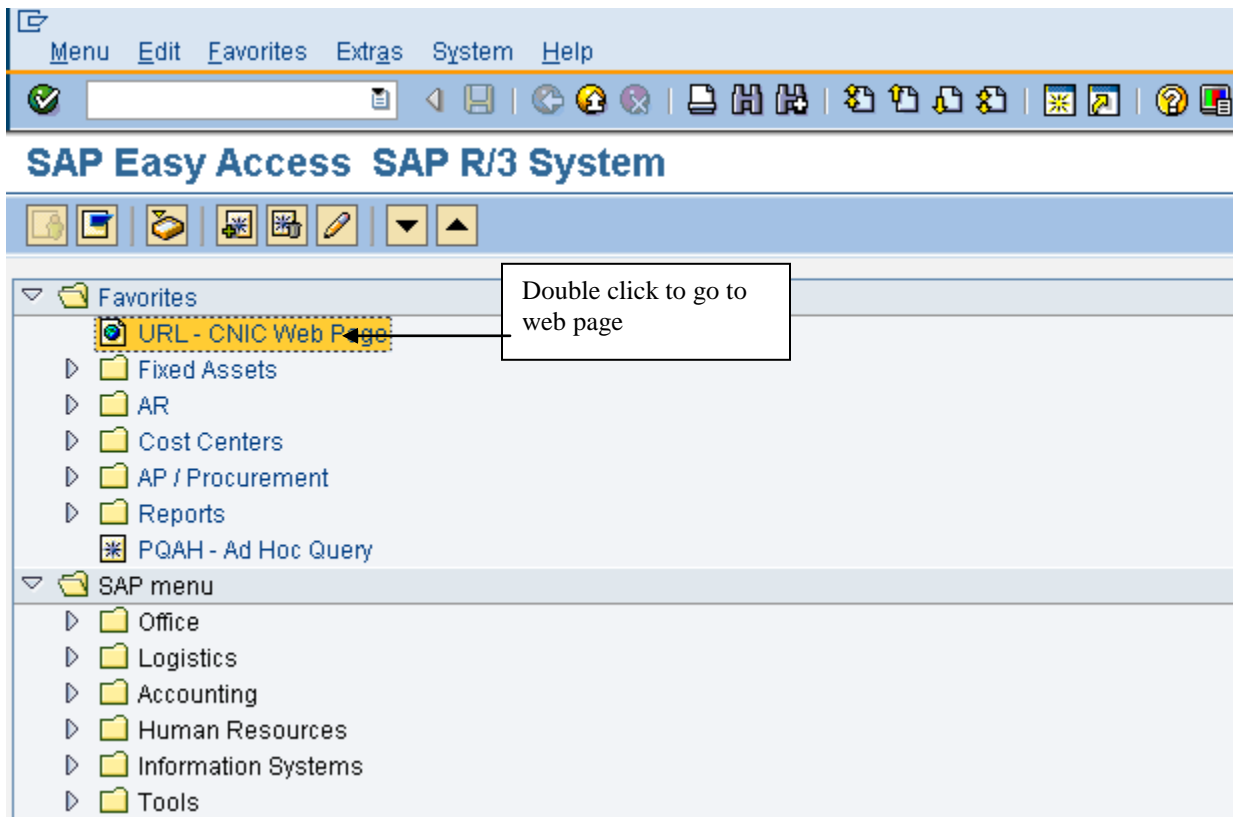 Menu Edit Favorites Extras System Help
SAP Easy Access SAP R/3 System
Double click to go to
web page
Favorites
URL - CNIC Web Page
Fixed Assets
AR
Cost Centers
AP / Procurement
Reports
PQAH - Ad Hoc Query
SAP menu
Office
Logistics
Accounting
Human Resources
Information Systems
Tools